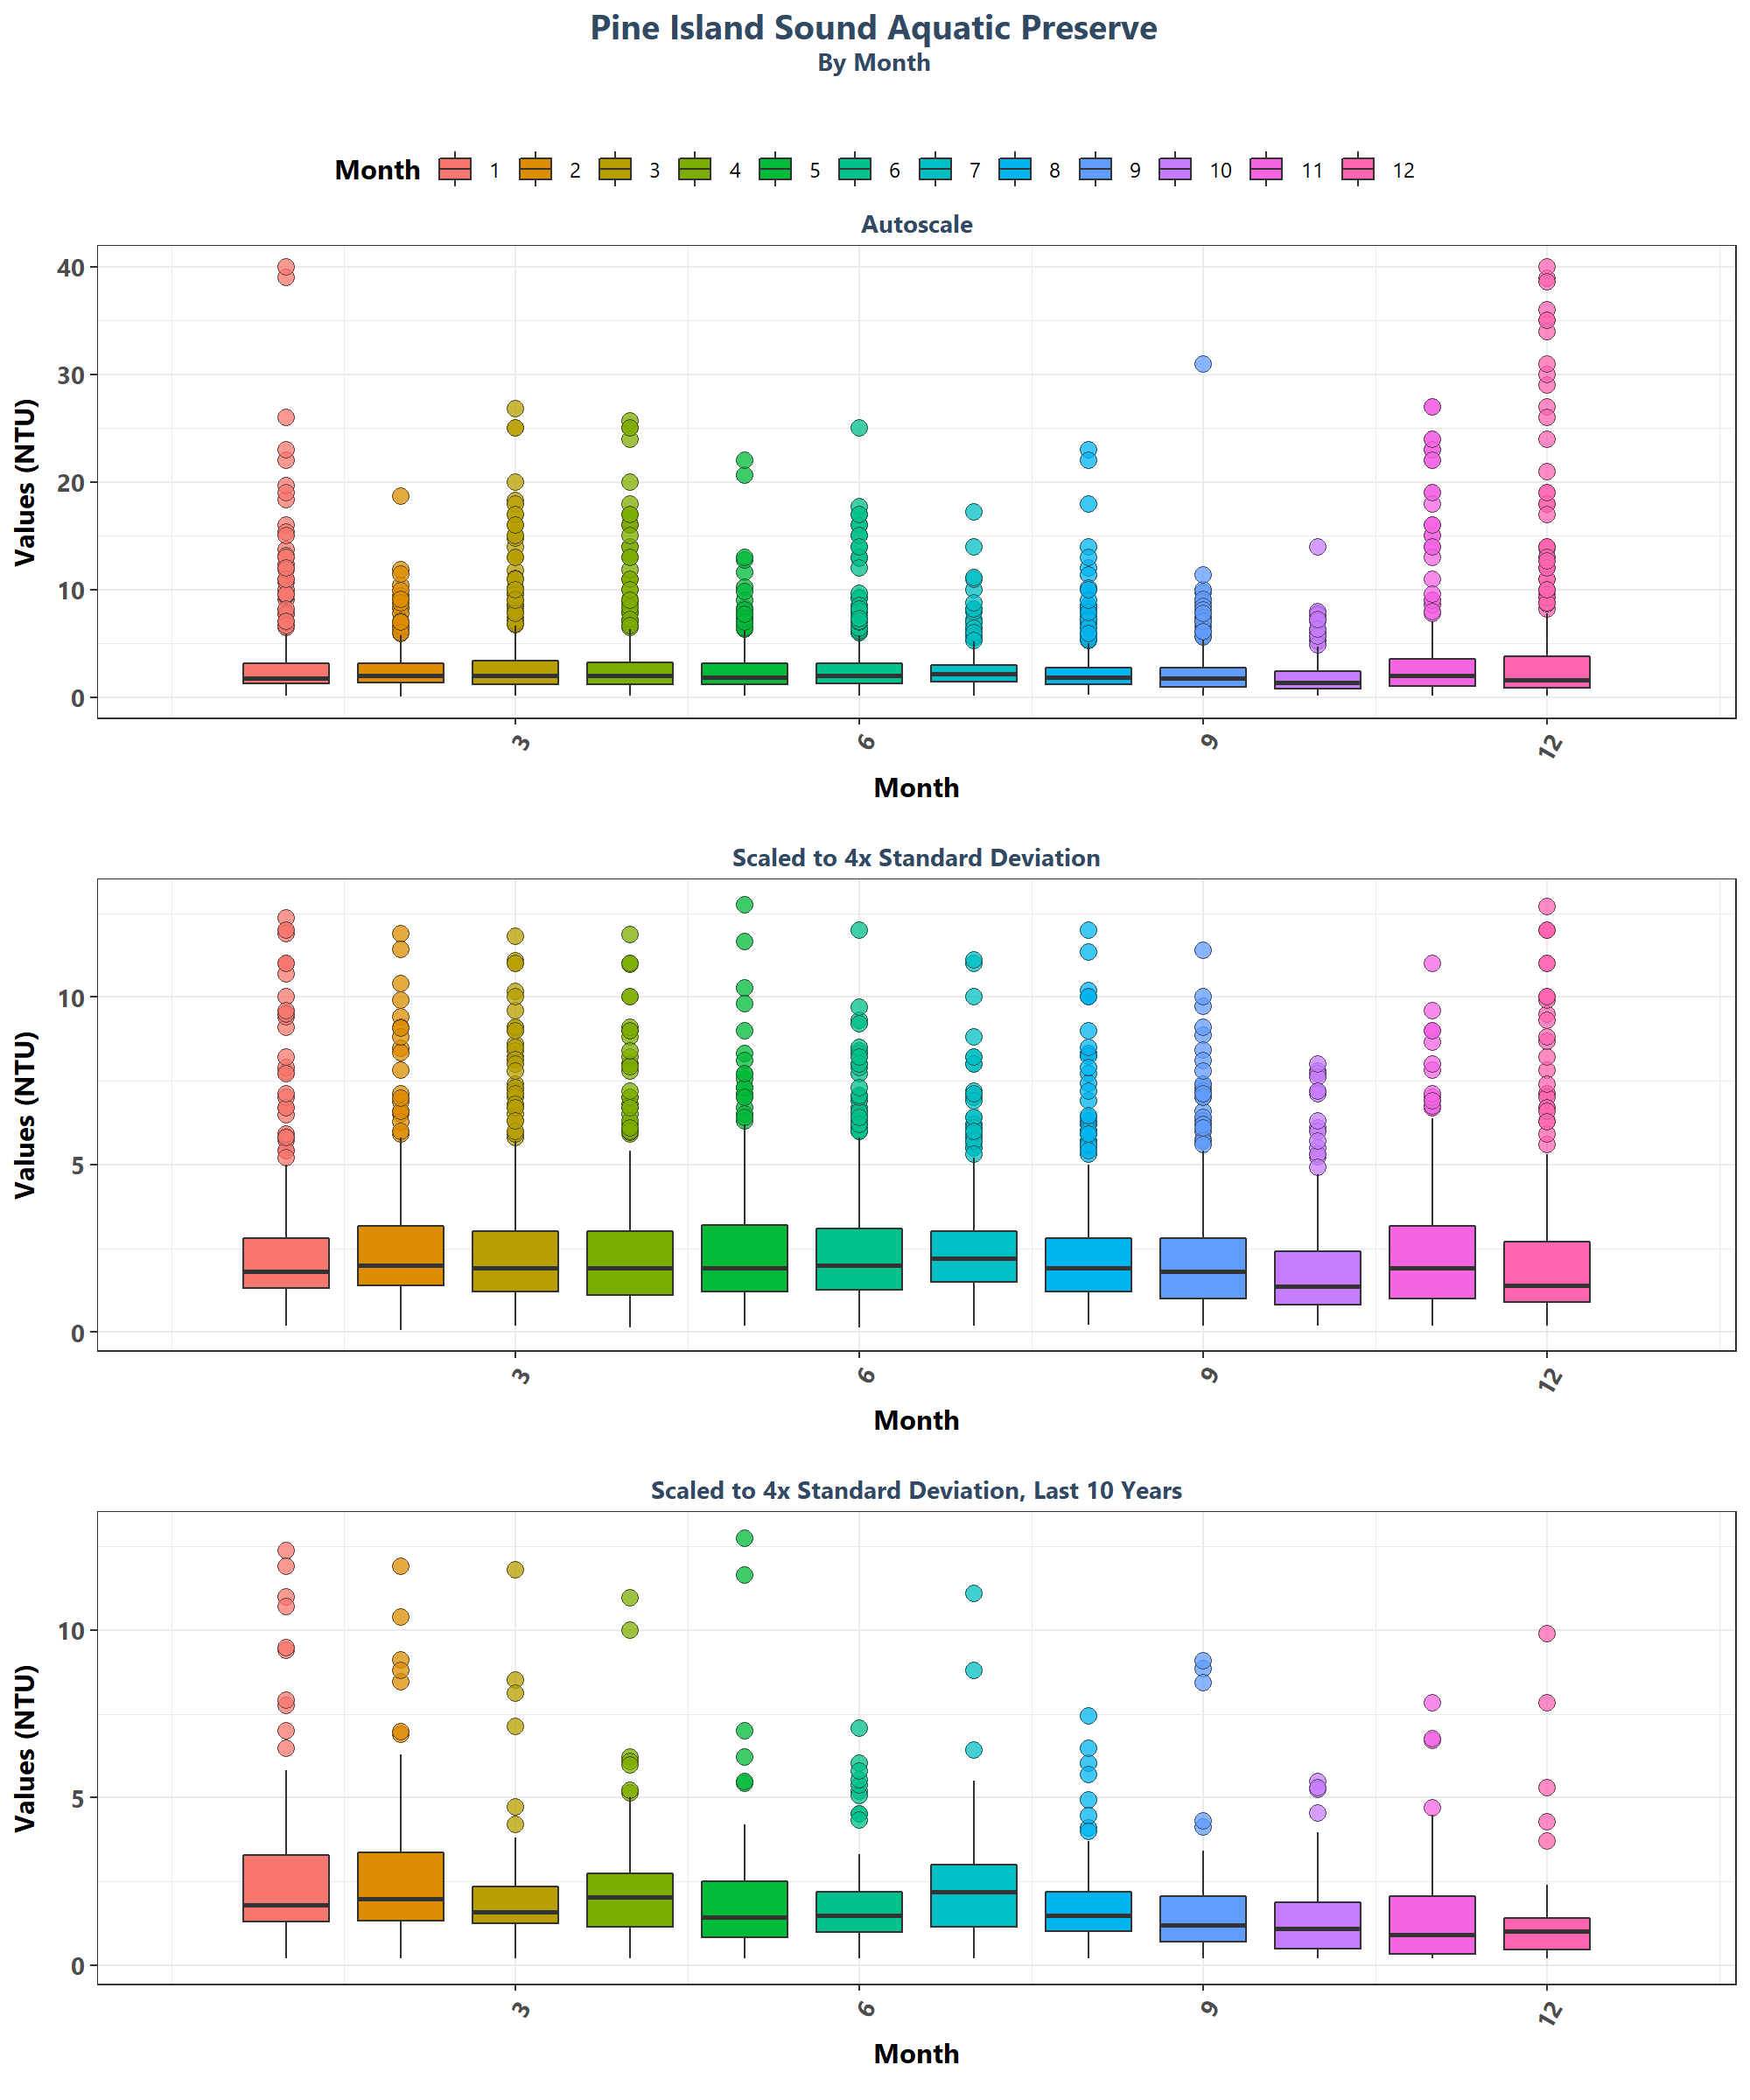 Pine Island Sound Aquatic Preserve
By Month
Month 1 2 3 4 5 6 7 8 9 10 11 12
Autoscale
Values (NTU)
40
30
20
10
0
3 6 9 12
Month
Scaled to 4x Standard Deviation
Values (NTU)
10
5
0
3 6 9 12
Month
Scaled to 4x Standard Deviation, Last 10 Years
Values (NTU)
10
5
0
3 6 9 12
Month